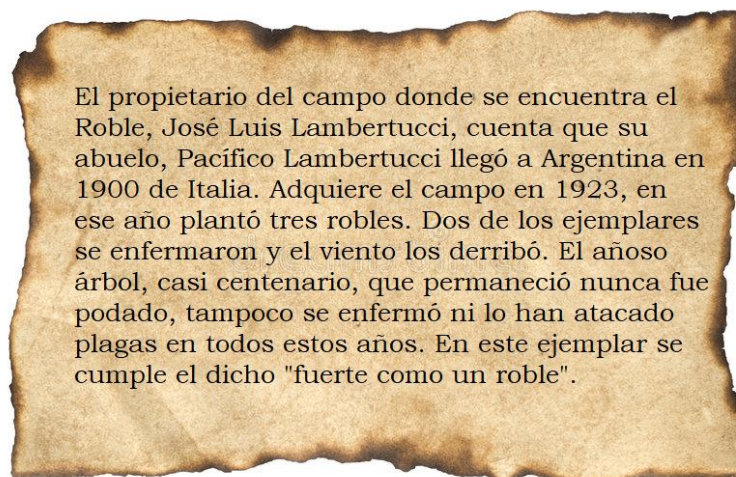 El propietario del campo donde se encuentra el
Roble, José Luis Lambertucci, cuenta que su
abuelo, Pacífico Lambertucci llegó a Argentina en
1900 de Italia. Adquiere el campo en 1923, en
ese año plantó tres robles. Dos de los ejemplares
se enfermaron y el viento los derribó. El añoso
árbol, casi centenario, que permaneció nunca fue
podado, tampoco se enfermó ni lo han atacado
plagas en todos estos años. En este ejemplar se
cumple el dicho "fuerte como un roble".